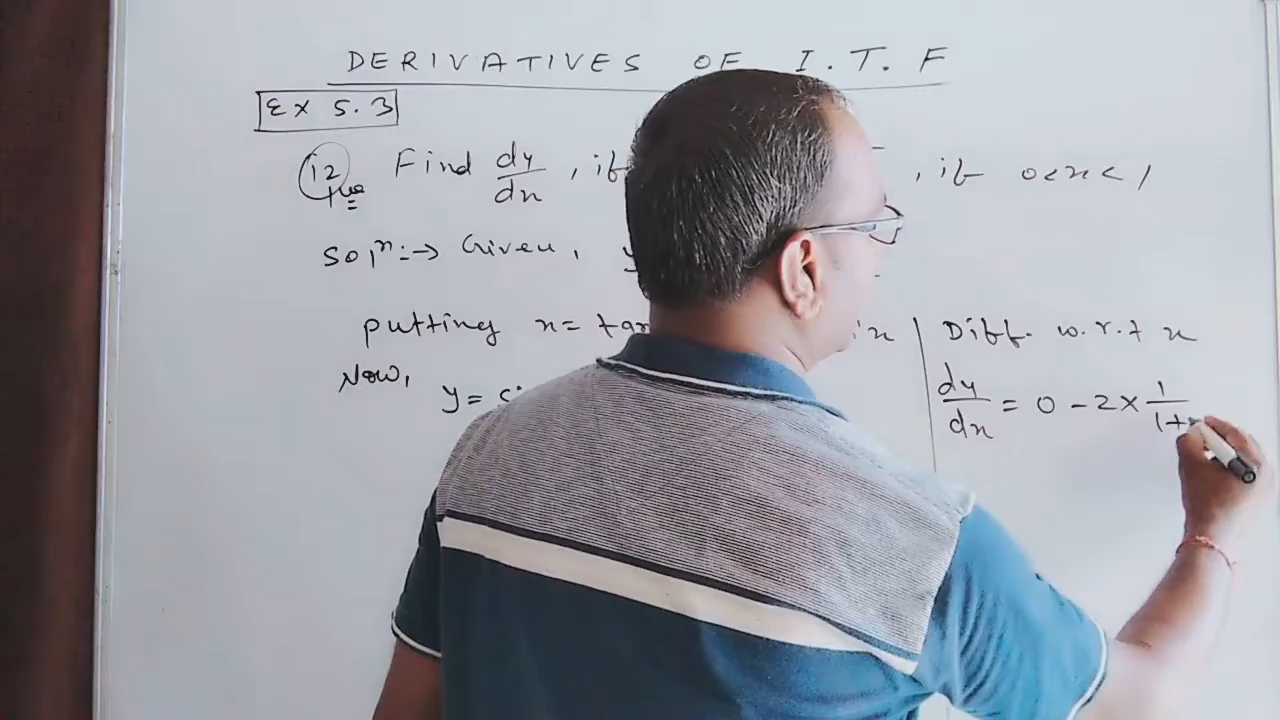 DERIVATIVES OF I.T.F
Ex 5.3
12 Find dy/dx , if , if 0<x<1
Solⁿ:→ Given, y
putting x = tan x
Now, y =
Diff. w.r.t x
dy/dx = 0 - 2 × 1/1+